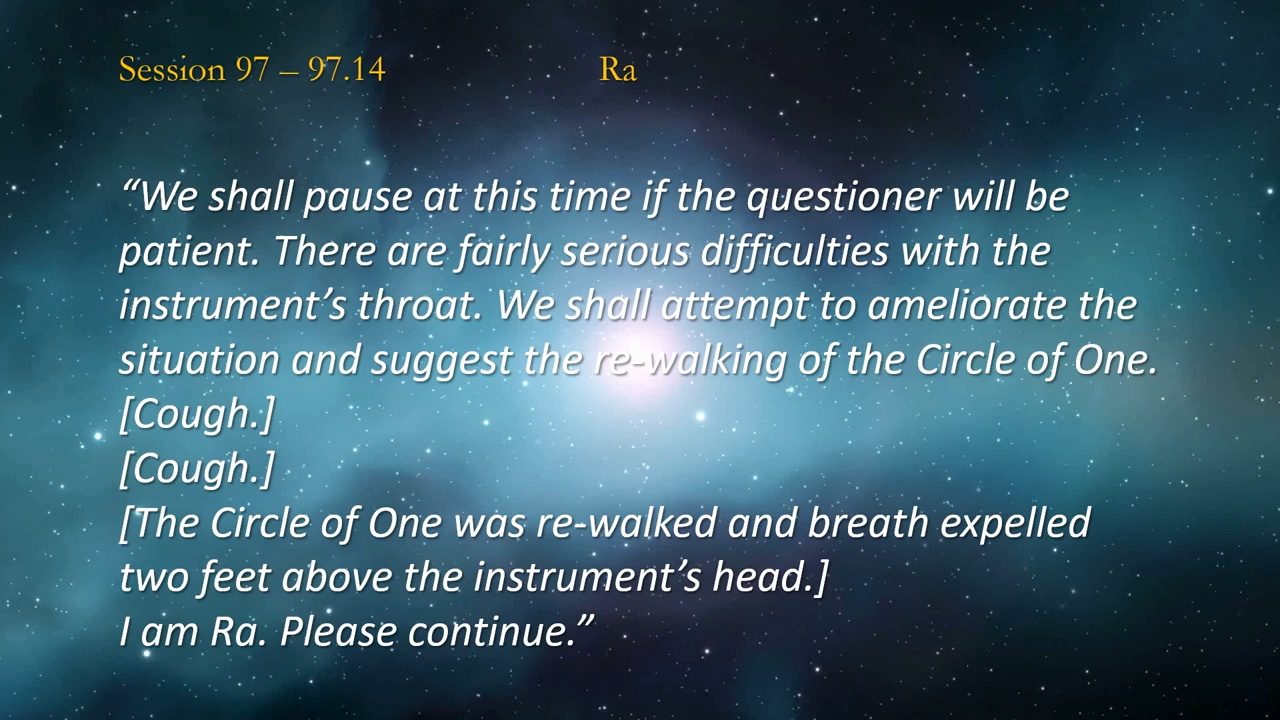 Session 97 – 97.14 Ra
“We shall pause at this time if the questioner will be
patient. There are fairly serious difficulties with the
instrument’s throat. We shall attempt to ameliorate the
situation and suggest the re-walking of the Circle of One.
[Cough.]
[Cough.]
[The Circle of One was re-walked and breath expelled
two feet above the instrument’s head.]
I am Ra. Please continue.”